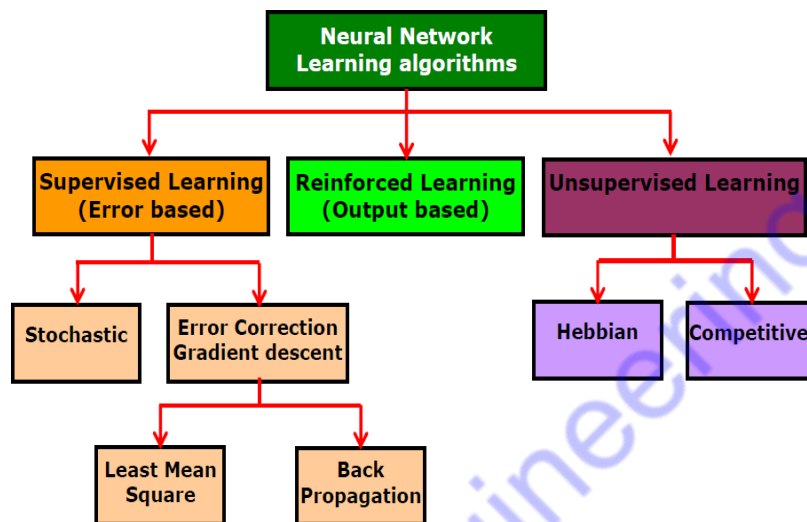 Neural Network
Learning algorithms
Supervised Learning
(Error based)
Reinforced Learning
(Output based)
Unsupervised Learning
Stochastic
Error Correction
Gradient descent
Hebbian
Competitive
Least Mean
Square
Back
Propagation